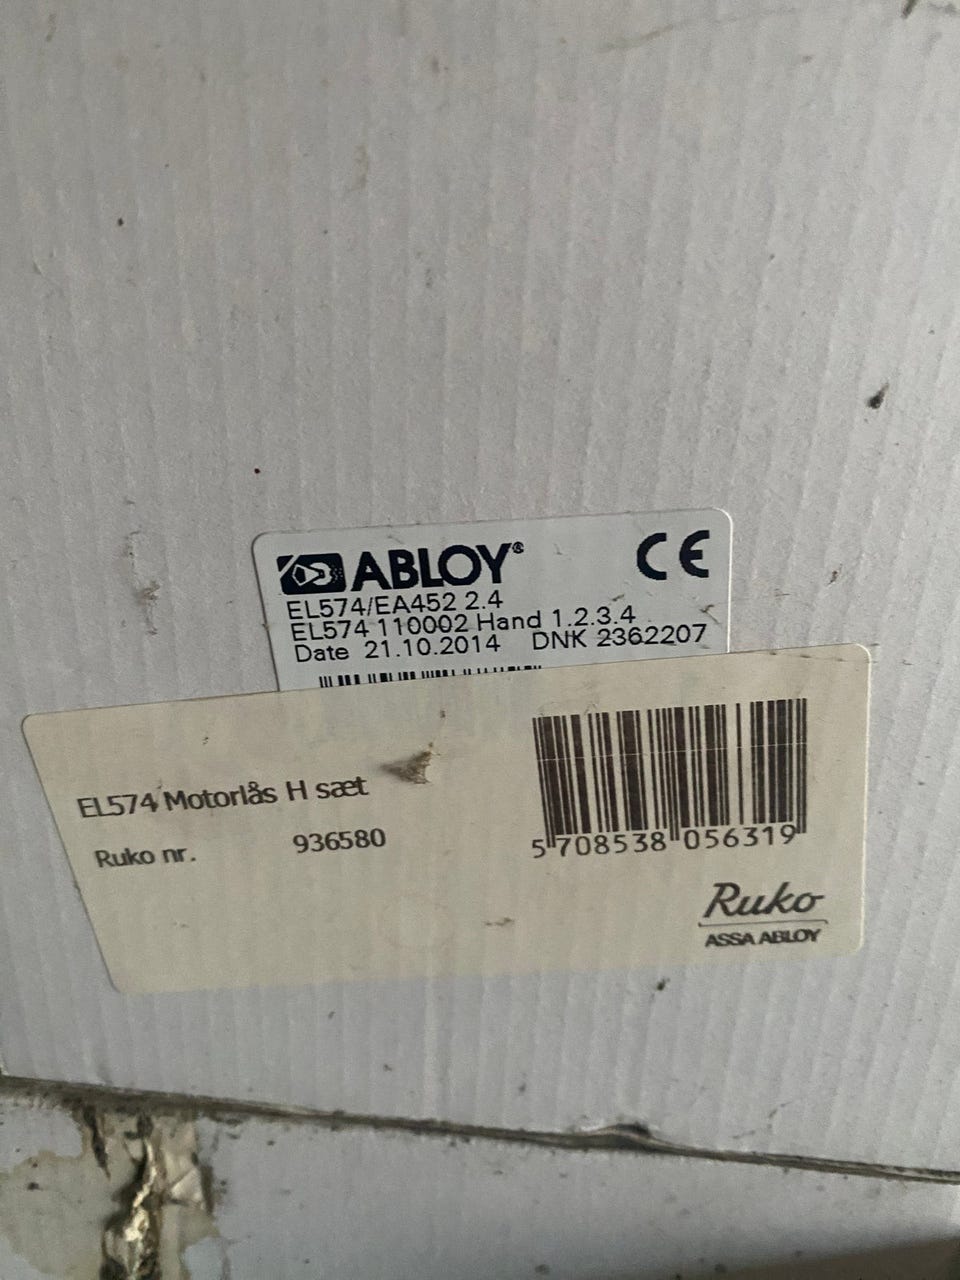 ABLOY®
CE
EL574/EA452 2.4
EL574 110002 Hand 1.2.3.4
Date 21.10.2014 DNK 2362207
EL574 Motorlås H sæt
Ruko nr. 936580
5 708538 056319
Ruko
ASSA ABLOY